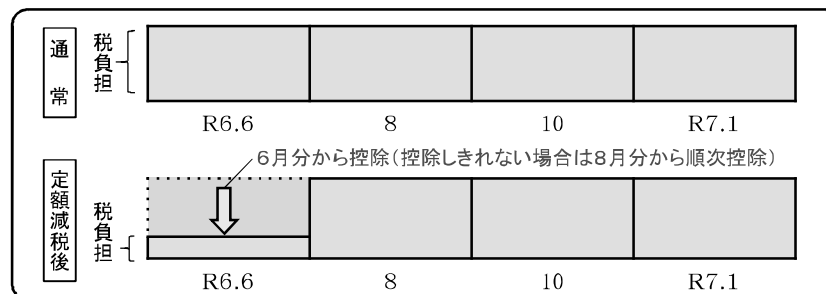 通常
税負担
R6.6 8 10 R7.1
6月分から控除(控除しきれない場合は8月分から順次控除)
定額減税後
税負担
R6.6 8 10 R7.1